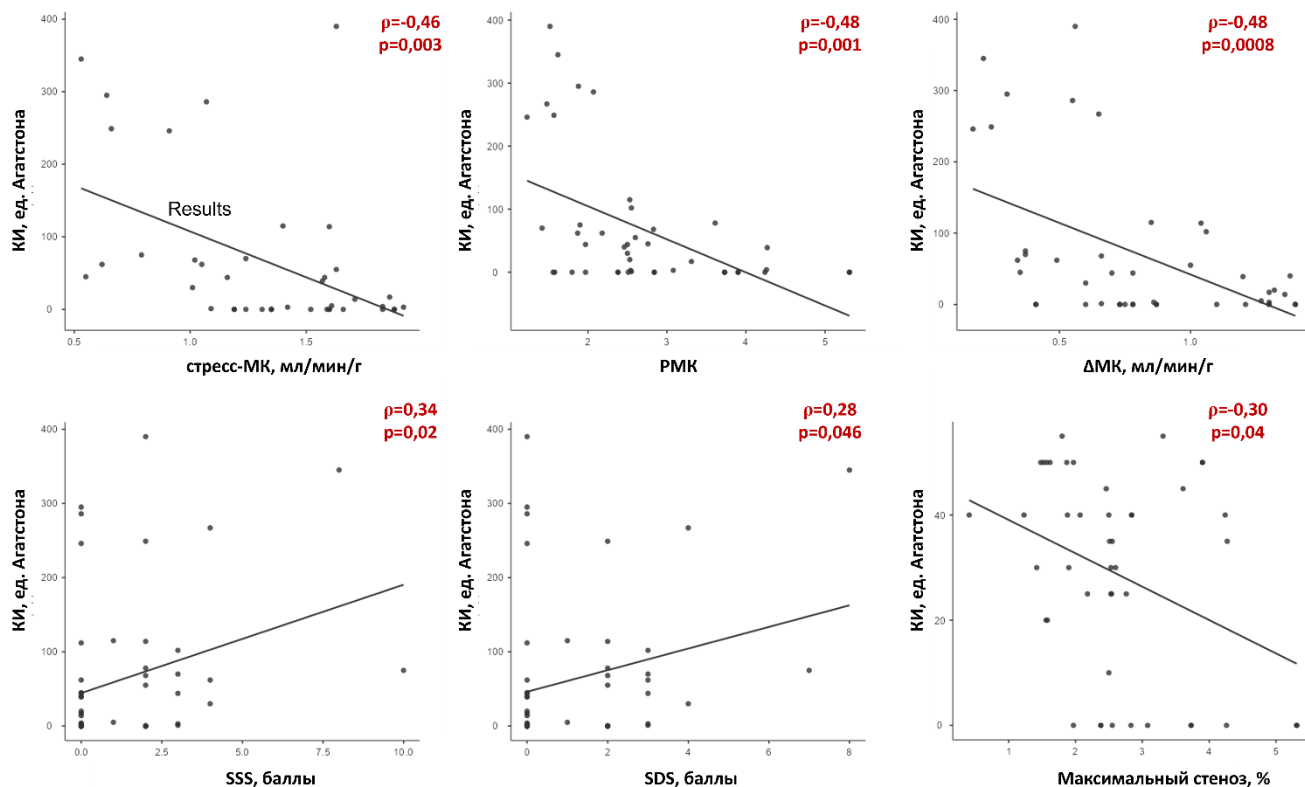 ρ=-0,46
p=0,003
КИ, ед. Агатстона
400
300
200
100
0
Results
0.5
1.0
1.5
стресс-МК, мл/мин/г
ρ=-0,48
p=0,001
КИ, ед. Агатстона
400
300
200
100
0
2
3
4
5
РМК
ρ=-0,48
p=0,0008
КИ, ед. Агатстона
400
300
200
100
0
0.5
1.0
ΔМК, мл/мин/г
ρ=0,34
p=0,02
КИ, ед. Агатстона
400
300
200
100
0
0.0
2.5
5.0
7.5
10.0
SSS, баллы
ρ=0,28
p=0,046
КИ, ед. Агатстона
400
300
200
100
0
0
2
4
6
8
SDS, баллы
ρ=-0,30
p=0,04
КИ, ед. Агатстона
40
20
0
1
2
3
4
5
Максимальный стеноз, %